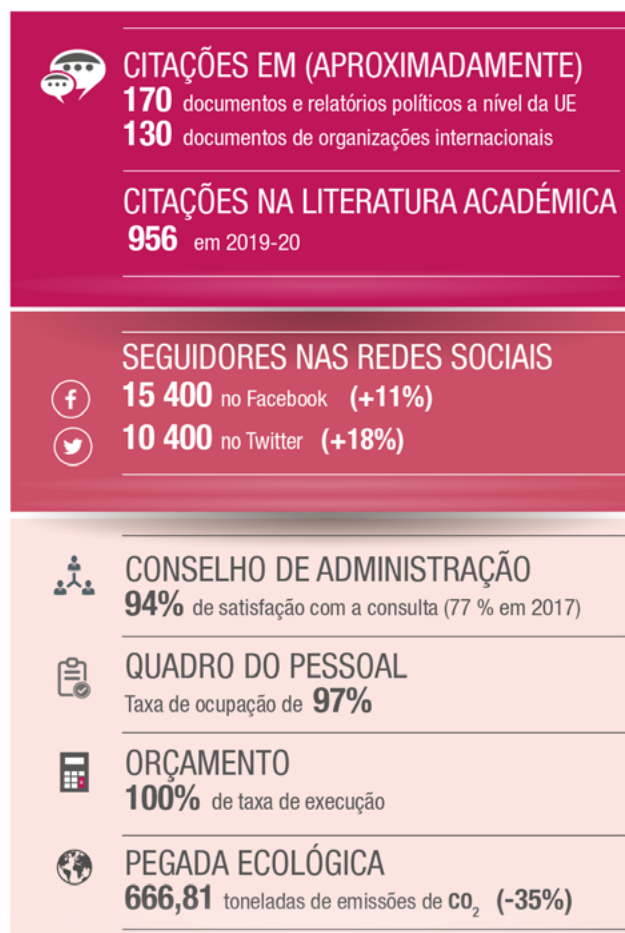 CITAÇÕES EM (APROXIMADAMENTE)
170 documentos e relatórios políticos a nível da UE
130 documentos de organizações internacionais
CITAÇÕES NA LITERATURA ACADÉMICA
956 em 2019-20
SEGUIDORES NAS REDES SOCIAIS
15 400 no Facebook (+11%)
10 400 no Twitter (+18%)
CONSELHO DE ADMINISTRAÇÃO
94% de satisfação com a consulta (77 % em 2017)
QUADRO DO PESSOAL
Taxa de ocupação de 97%
ORÇAMENTO
100% de taxa de execução
PEGADA ECOLÓGICA
666,81 toneladas de emissões de CO₂ (-35%)